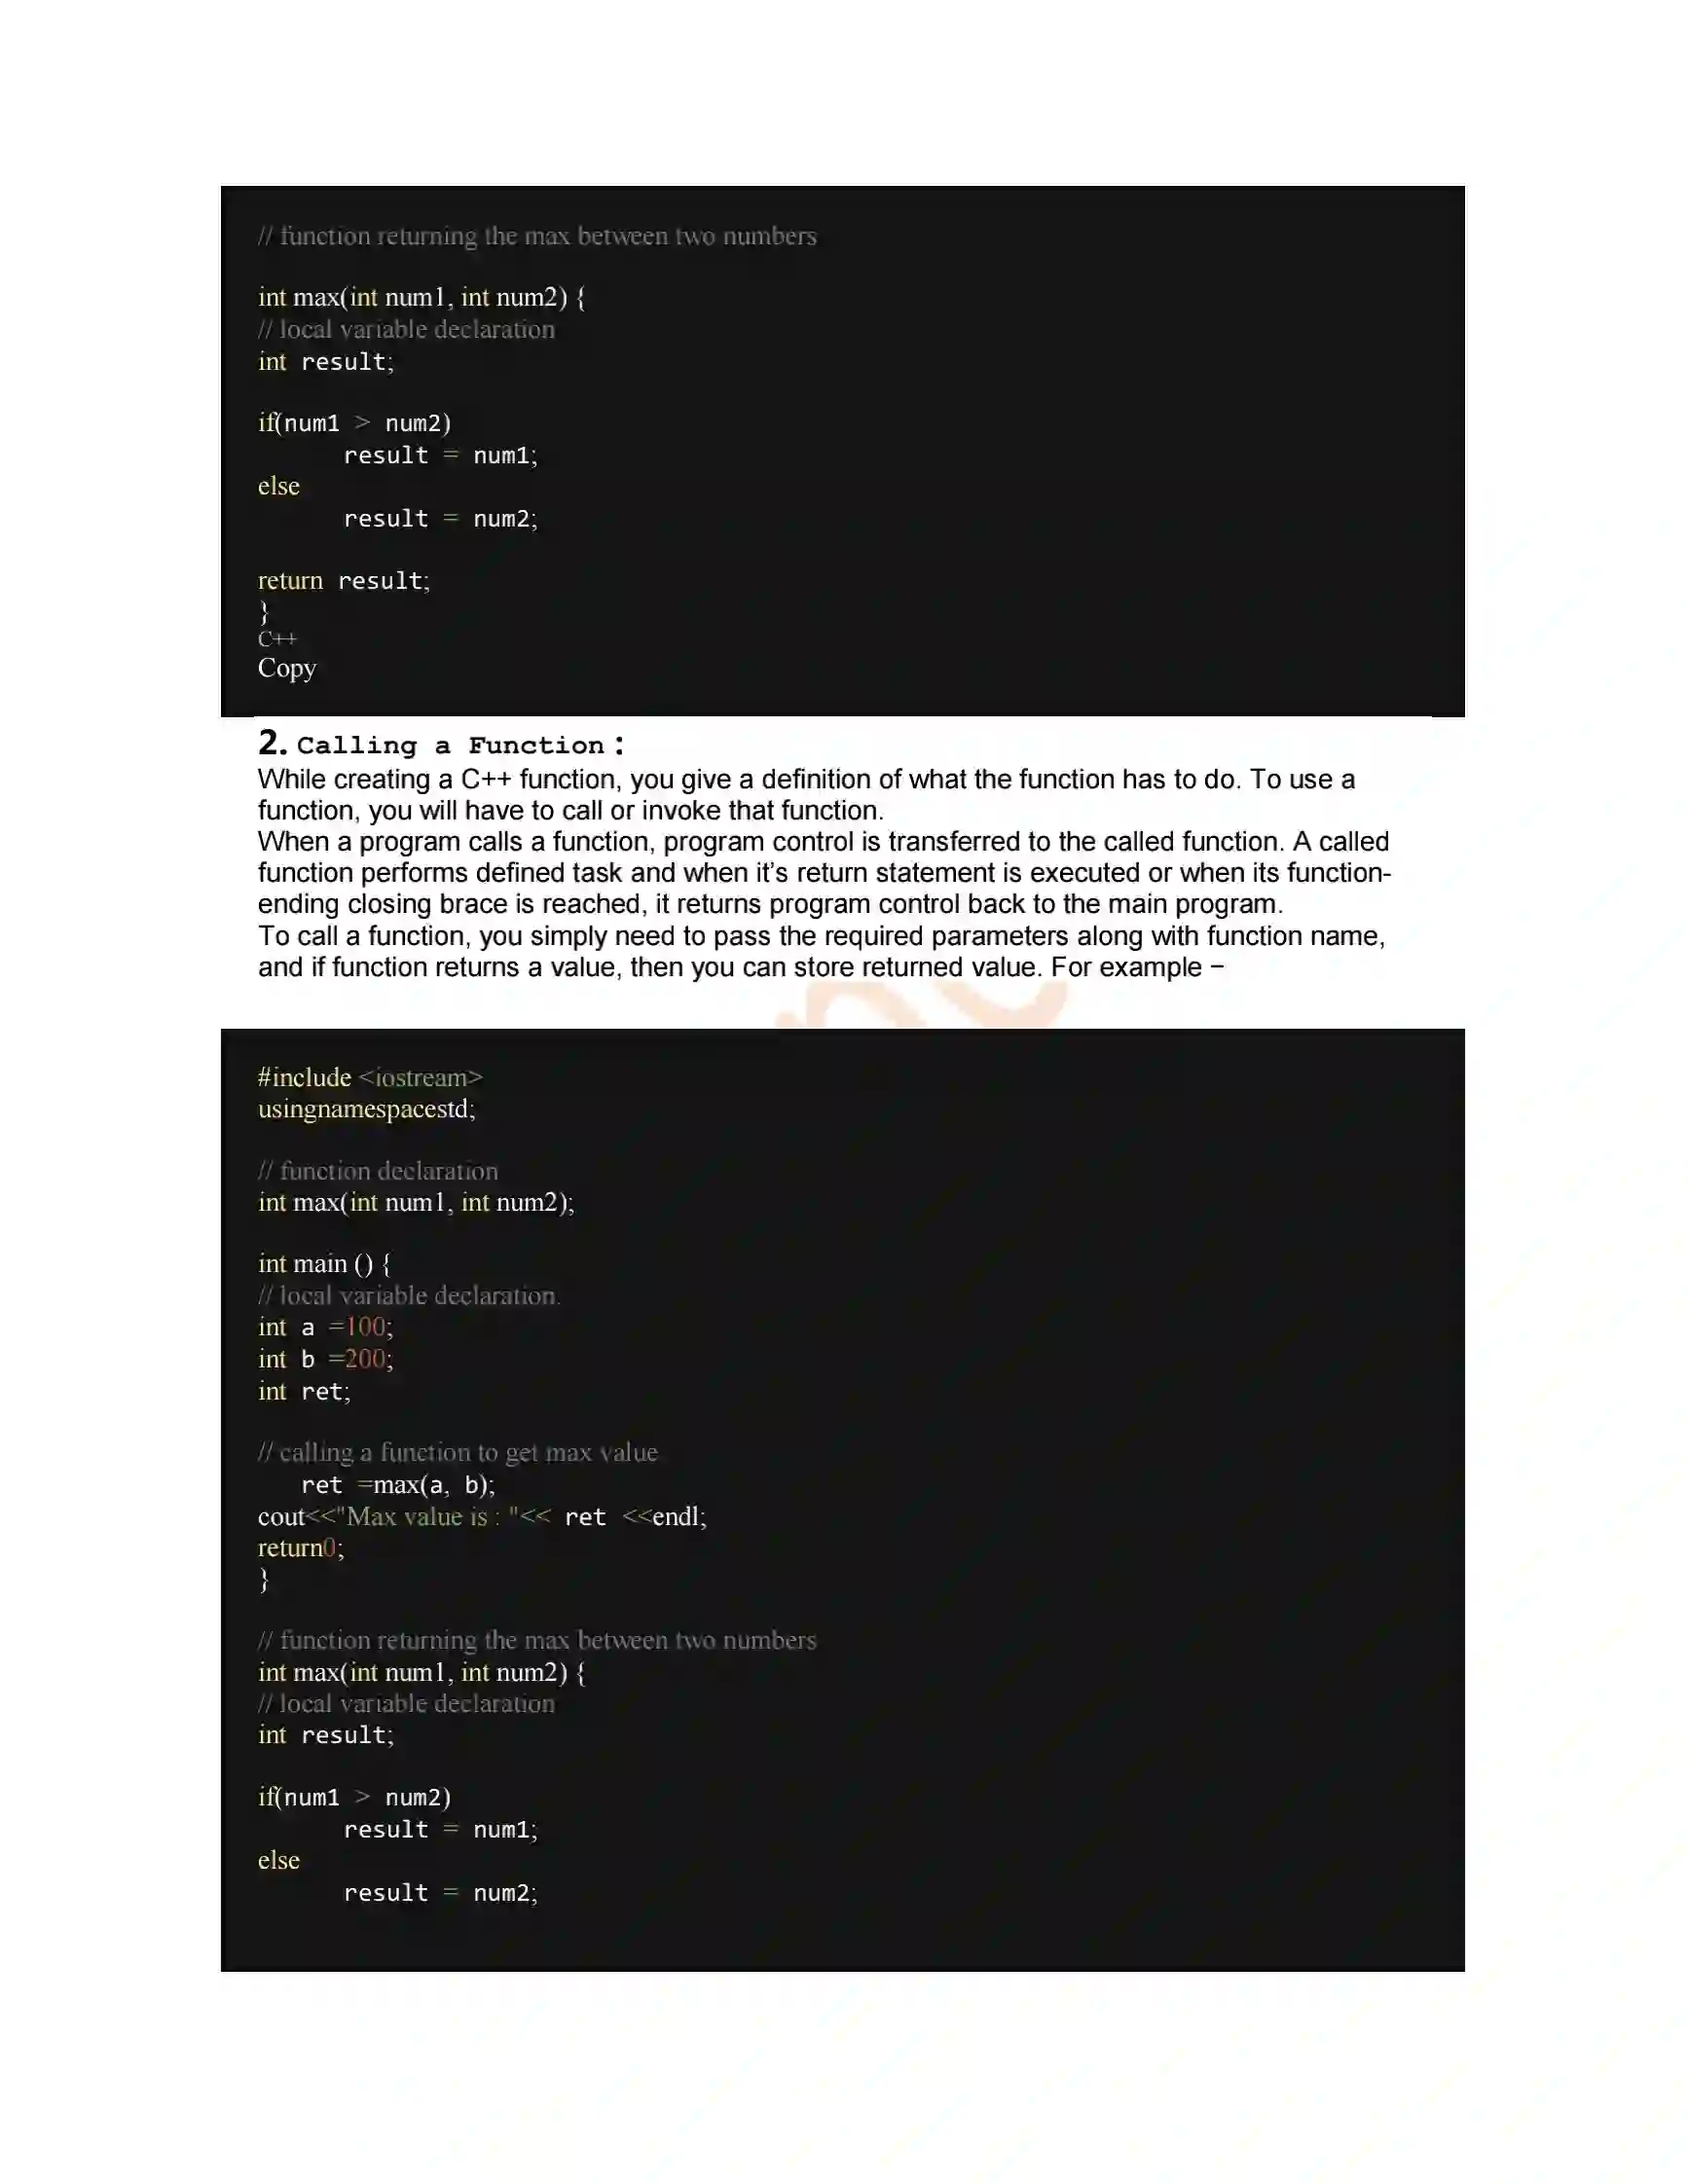 // function returning the max between two numbers
int max(int num1, int num2) {
// local variable declaration
int result;
if(num1 > num2)
result = num1;
else
result = num2;
return result;
}
C++
Copy
2. Calling a Function :
While creating a C++ function, you give a definition of what the function has to do. To use a
function, you will have to call or invoke that function.
When a program calls a function, program control is transferred to the called function. A called
function performs defined task and when it’s return statement is executed or when its function-
ending closing brace is reached, it returns program control back to the main program.
To call a function, you simply need to pass the required parameters along with function name,
and if function returns a value, then you can store returned value. For example −
#include <iostream>
usingnamespacestd;
// function declaration
int max(int num1, int num2);
int main () {
// local variable declaration.
int a =100;
int b =200;
int ret;
// calling a function to get max value
ret =max(a, b);
cout<<"Max value is : "<< ret <<endl;
return0;
}
// function returning the max between two numbers
int max(int num1, int num2) {
// local variable declaration
int result;
if(num1 > num2)
result = num1;
else
result = num2;